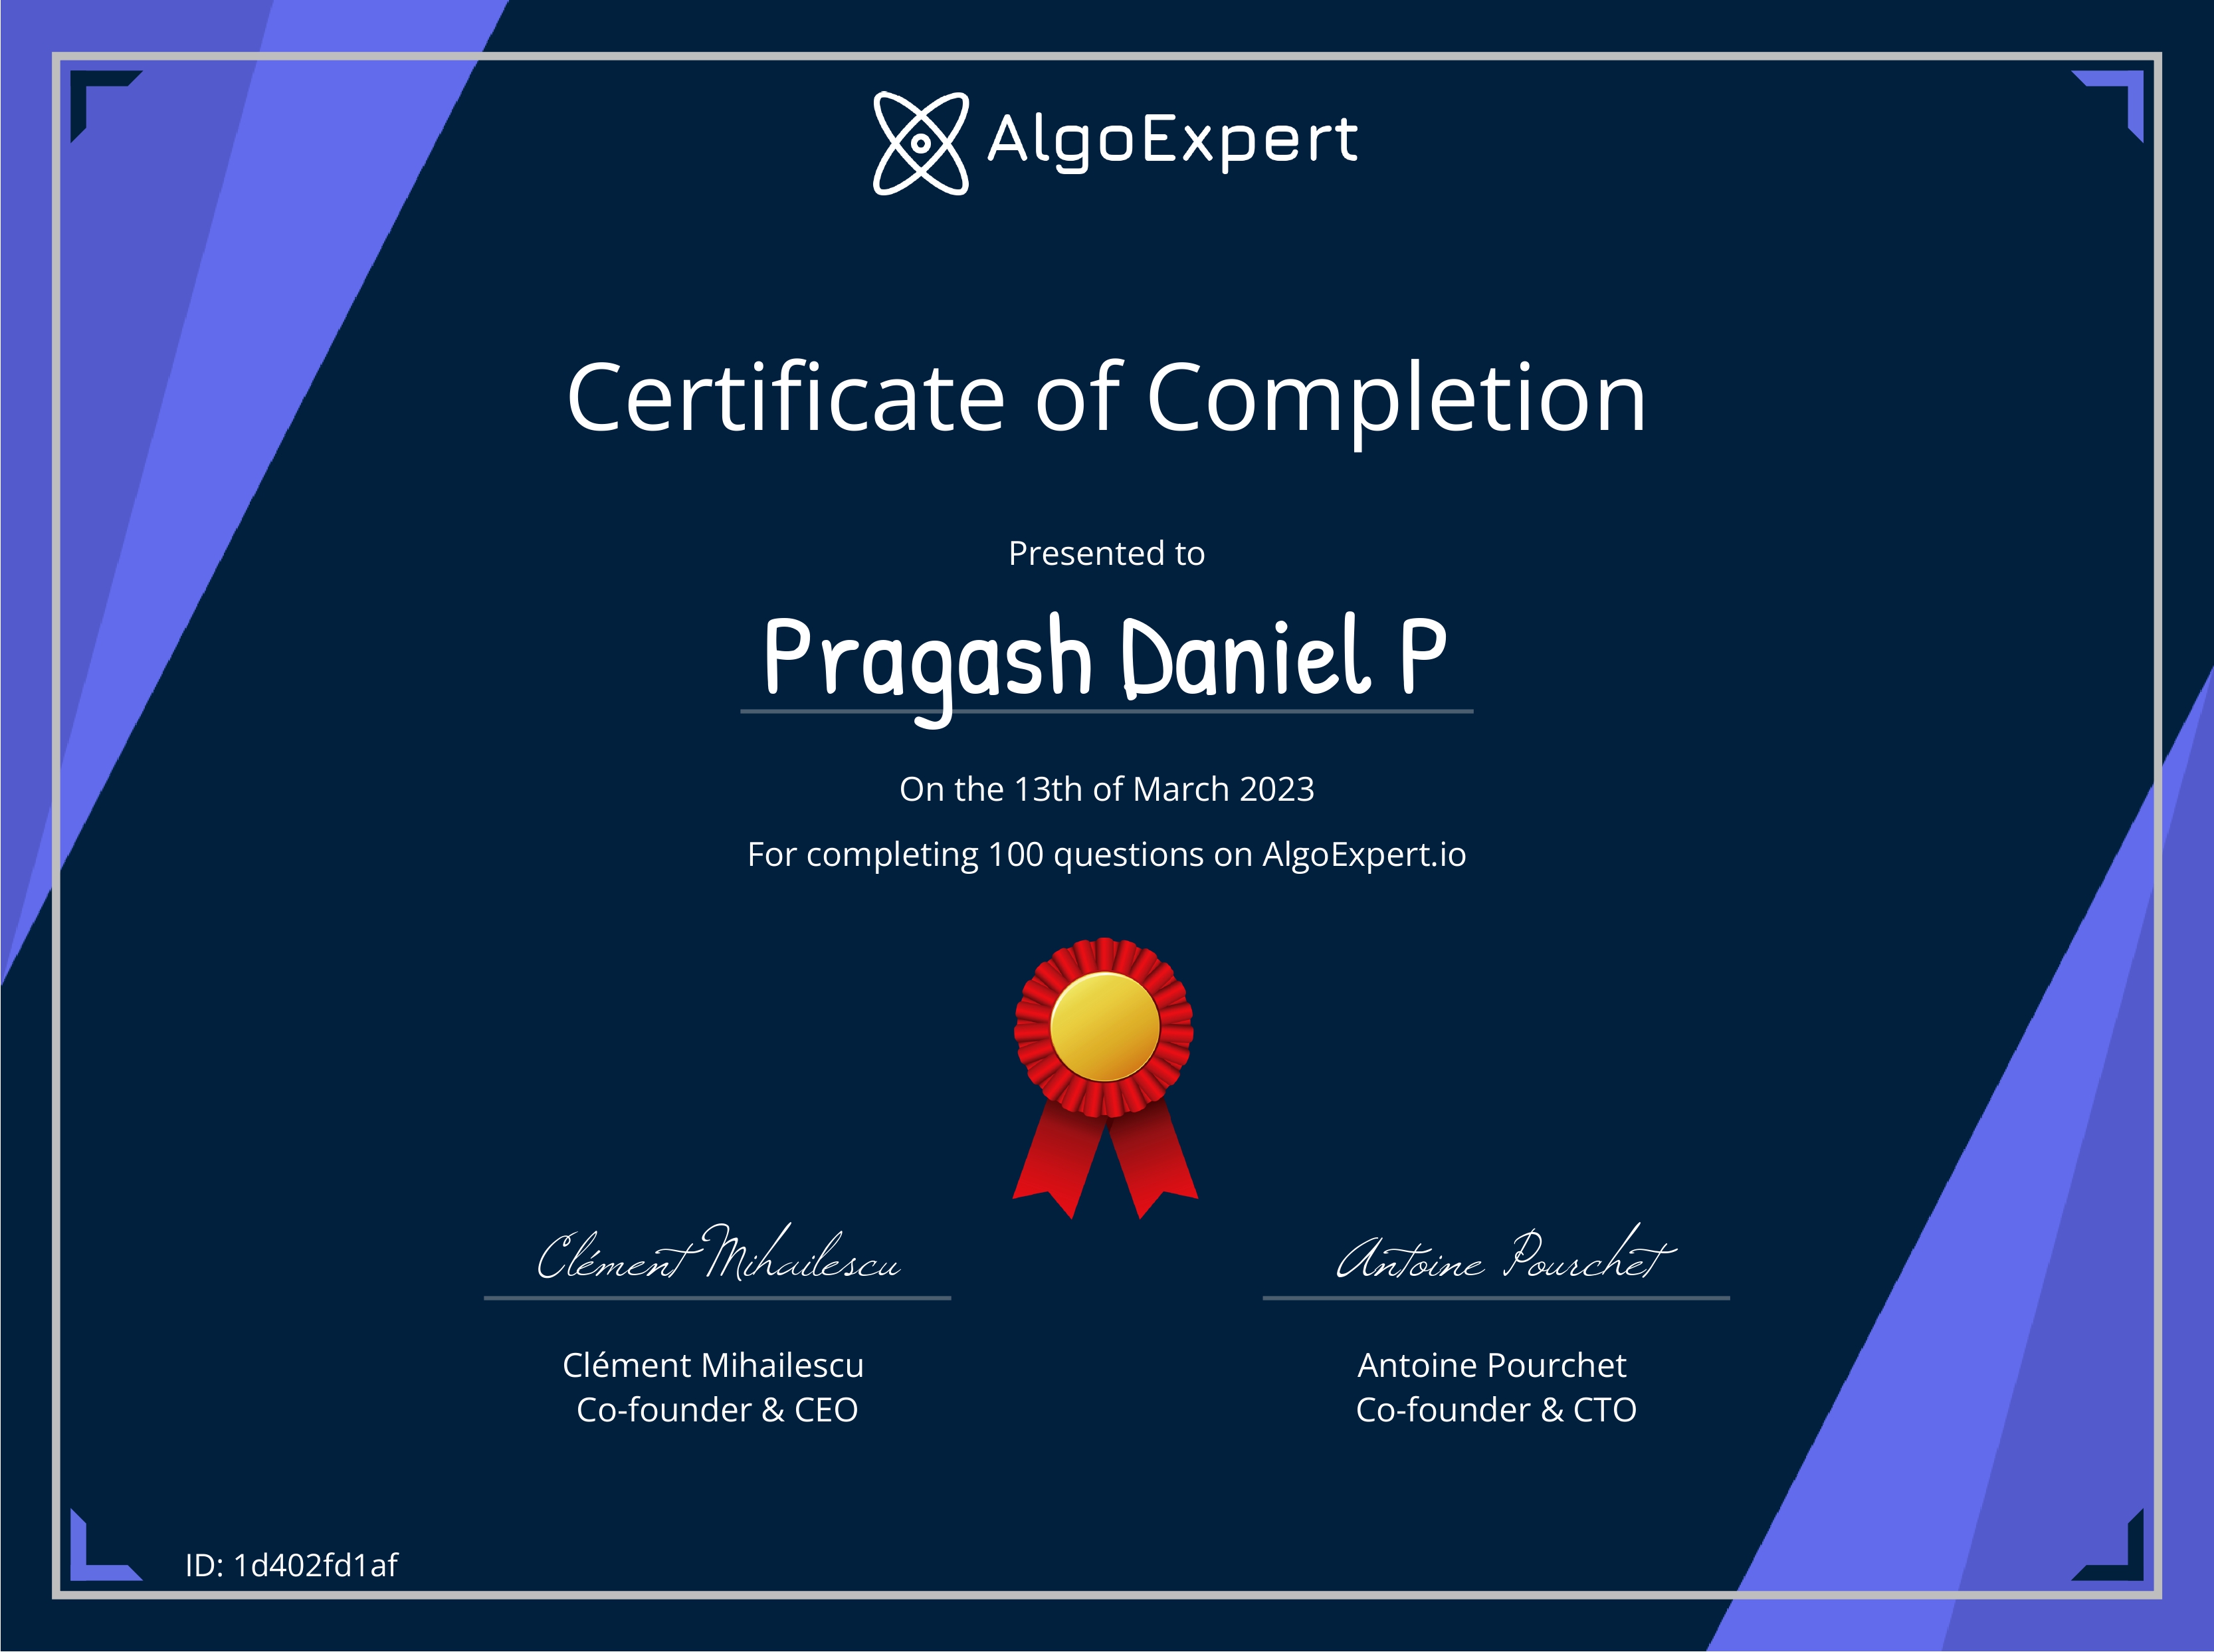 AlgoExpert
Certificate of Completion
Presented to
Pragash Daniel P
On the 13th of March 2023
For completing 100 questions on AlgoExpert.io
Clément Mihailescu
Antoine Pourchet
Clément Mihailescu
Co-founder & CEO
Antoine Pourchet
Co-founder & CTO
ID: 1d402fd1af